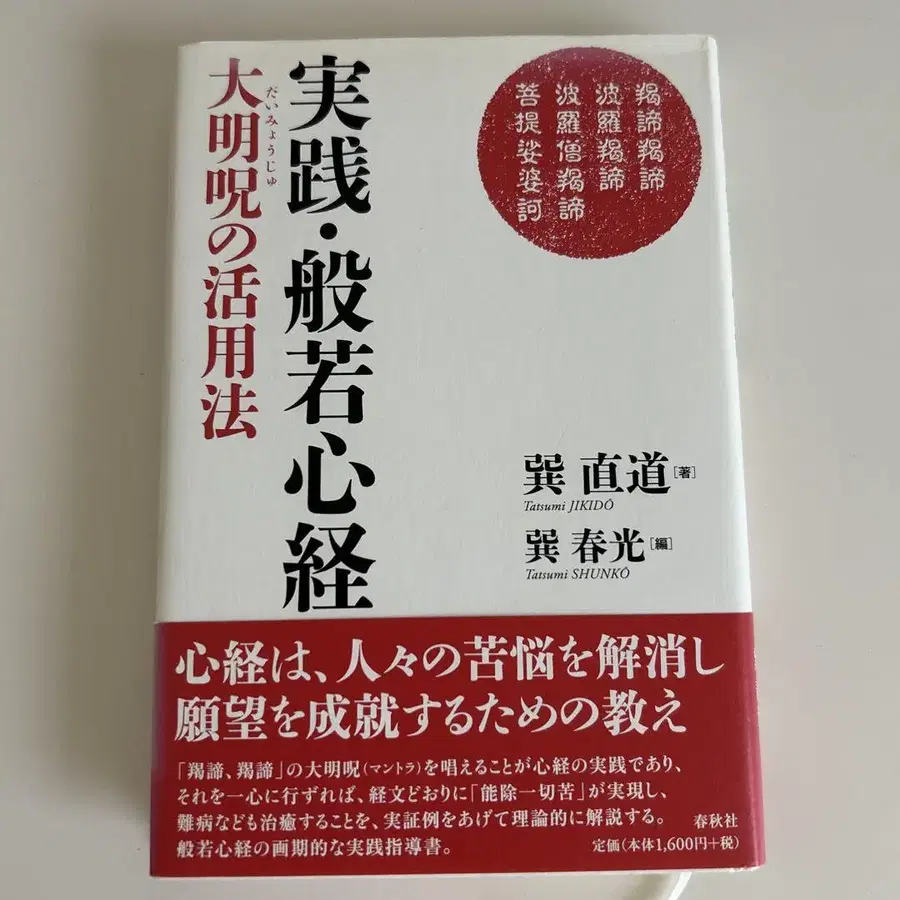 実践・般若心経
だいみょうじゅ
大明呪の活用法
羯諦羯諦
波羅羯諦
波羅僧羯諦
菩提娑婆訶
巽 直道[著]
Tatsumi JIKIDŌ
巽 春光[編]
Tatsumi SHUNKŌ
心経は、人々の苦悩を解消し
願望を成就するための教え
「羯諦、羯諦」の大明呪(マントラ)を唱えることが心経の実践であり、
それを一心に行ずれば、経文どおりに「能除一切苦」が実現し、
難病なども治癒することを、実証例をあげて理論的に解説する。
般若心経の画期的な実践指導書。
春秋社
定価(本体1,600円+税)